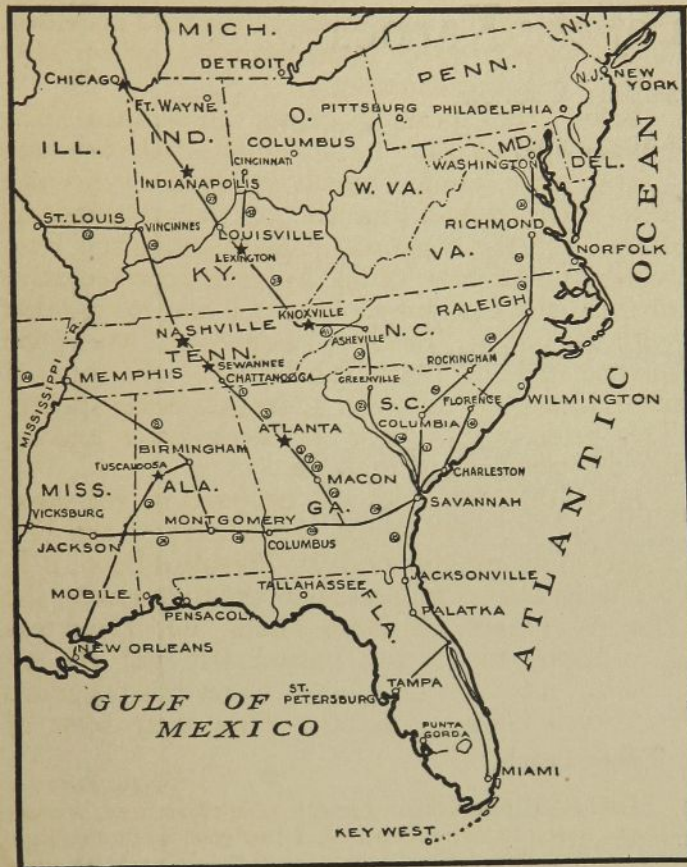 MICH.
N.Y.
DETROIT
CHICAGO
PENN.
N.J.
NEW YORK
FT. WAYNE
O.
PITTSBURG
PHILADELPHIA
ILL.
IND.
COLUMBUS
MD.
CINCINNATI
WASHINGTON
DEL.
INDIANAPOLIS
W. VA.
OCEAN
ST. LOUIS
VINCINNES
LOUISVILLE
RICHMOND
LEXINGTON
VA.
NORFOLK
KY.
RALEIGH
NASHVILLE
KNOXVILLE
N.C.
ASHEVILLE
TENN.
SEWANNEE
ROCKINGHAM
MEMPHIS
CHATTANOOGA
GREENVILLE
MISSISSIPPI R.
S.C.
FLORENCE
WILMINGTON
COLUMBIA
ATLANTA
BIRMINGHAM
TUSCALOOSA
MACON
CHARLESTON
MISS.
ALA.
GA.
SAVANNAH
VICKSBURG
MONTGOMERY
JACKSON
COLUMBUS
ATLANTIC
JACKSONVILLE
MOBILE
TALLAHASSEE
PENSACOLA
FLA.
PALATKA
NEW ORLEANS
TAMPA
ST. PETERSBURG
GULF OF
MEXICO
PUNTA GORDA
MIAMI
KEY WEST